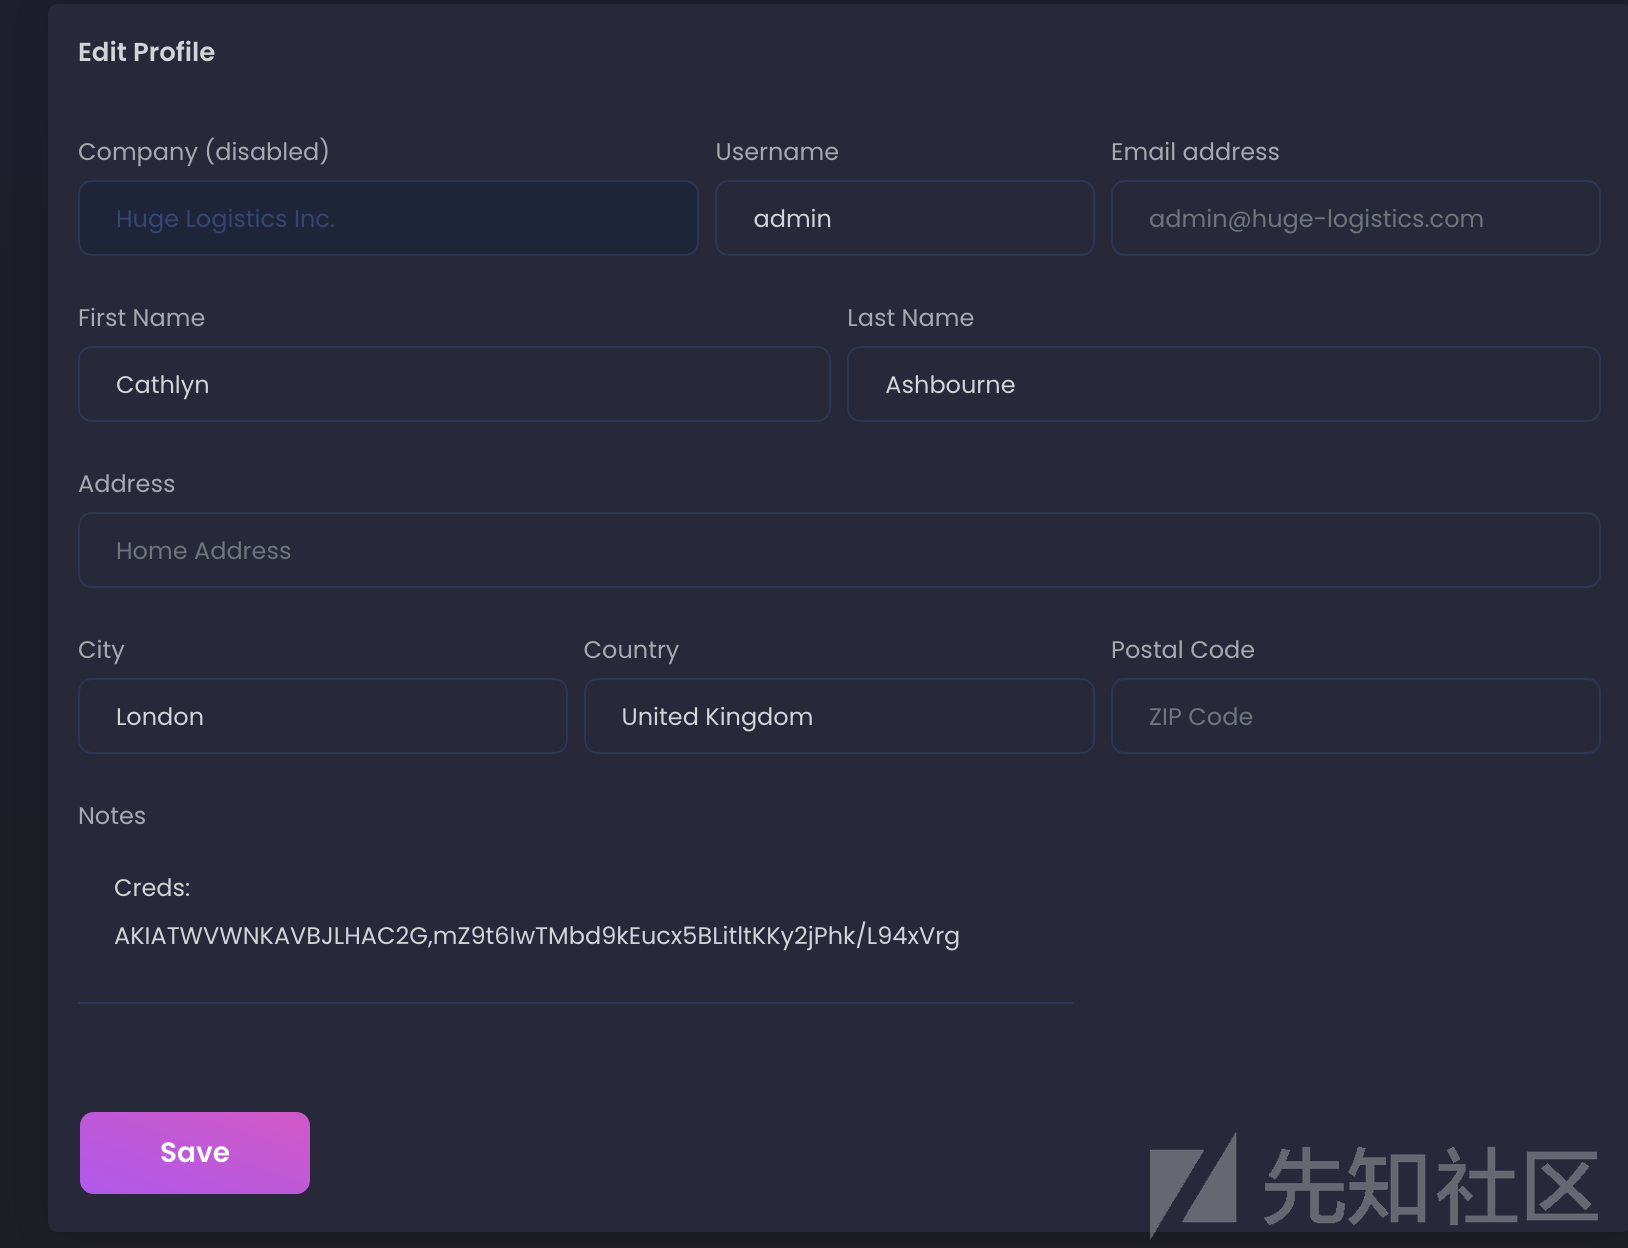 Edit Profile
Company (disabled)
Username
Email address
Huge Logistics Inc.
admin
admin@huge-logistics.com
First Name
Last Name
Cathlyn
Ashbourne
Address
Home Address
City
Country
Postal Code
London
United Kingdom
ZIP Code
Notes
Creds:
AKIATWVWNKAVBJLHAC2G,mZ9t6IwTMbd9kEucx5BLitltKKy2jPhk/L94xVrg
Save
先知社区